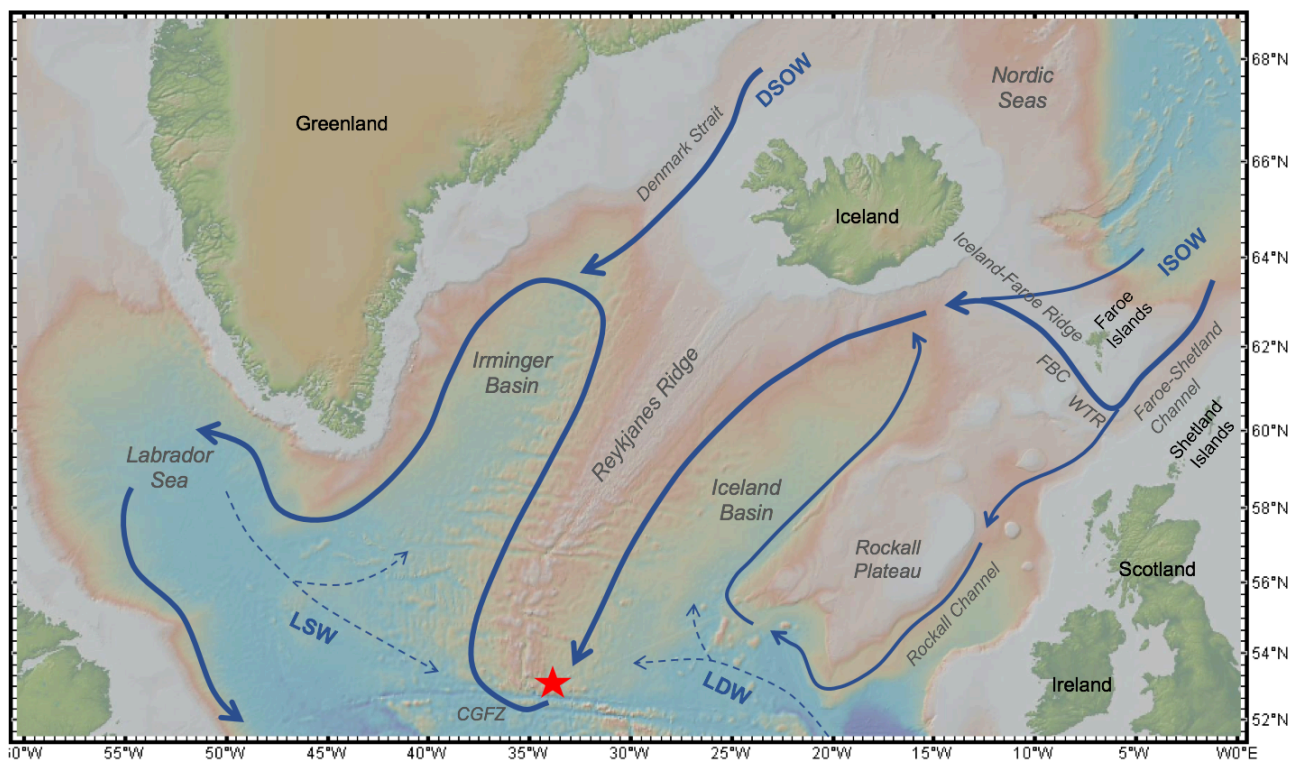 68°N
66°N
64°N
62°N
60°N
58°N
56°N
54°N
52°N
Nordic
Seas
DSOW
Denmark Strait
Greenland
Iceland
ISOW
Iceland-Faroe Ridge
Faroe
Islands
FBC
WTR
Faroe-Shetland
Channel
Shetland
Islands
Irminger
Basin
Reykjanes Ridge
Labrador
Sea
Iceland
Basin
Rockall
Plateau
Rockall Channel
Scotland
Ireland
LSW
LDW
CGFZ
60°W
55°W
50°W
45°W
40°W
35°W
30°W
25°W
20°W
15°W
10°W
5°W
W0°E